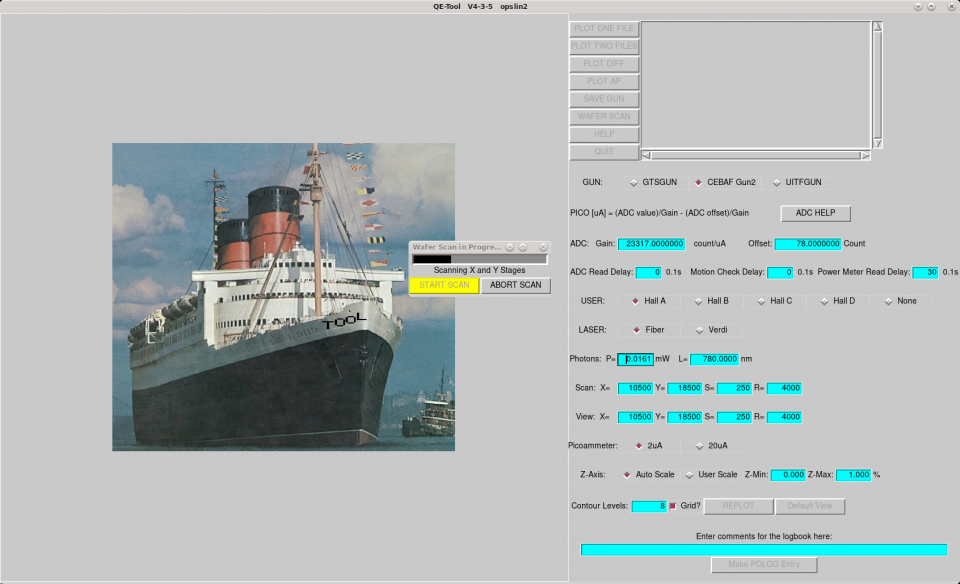 QE-Tool V4-3-5 opslin2
PLOT ONE FILE
PLOT TWO FILES
PLOT DIFF
PLOT AP
SAVE GUN
WAFER SCAN
HELP
QUIT
GUN: GTSGUN CEBAF Gun2 UITFGUN
PICO [uA] = (ADC value)/Gain - (ADC offset)/Gain ADC HELP
ADC: Gain: 23317.0000000 count/uA Offset: 78.0000000 Count
Wafer Scan in Progre...
Scanning X and Y Stages
START SCAN ABORT SCAN
ADC Read Delay: 0 0.1s Motion Check Delay: 0 0.1s Power Meter Read Delay: 30 0.1s
USER: Hall A Hall B Hall C Hall D None
TOOL
LASER: Fiber Verdi
Photons: P= 0.0161 mW L= 780.0000 nm
Scan: X= 10500 Y= 18500 S= 250 R= 4000
View: X= 10500 Y= 18500 S= 250 R= 4000
Picoammeter: 2uA 20uA
Z-Axis: Auto Scale User Scale Z-Min: 0.000 Z-Max: 1.000 %
Contour Levels: 8 Grid? REPLOT Default View
Enter comments for the logbook here:
Make POLOG Entry